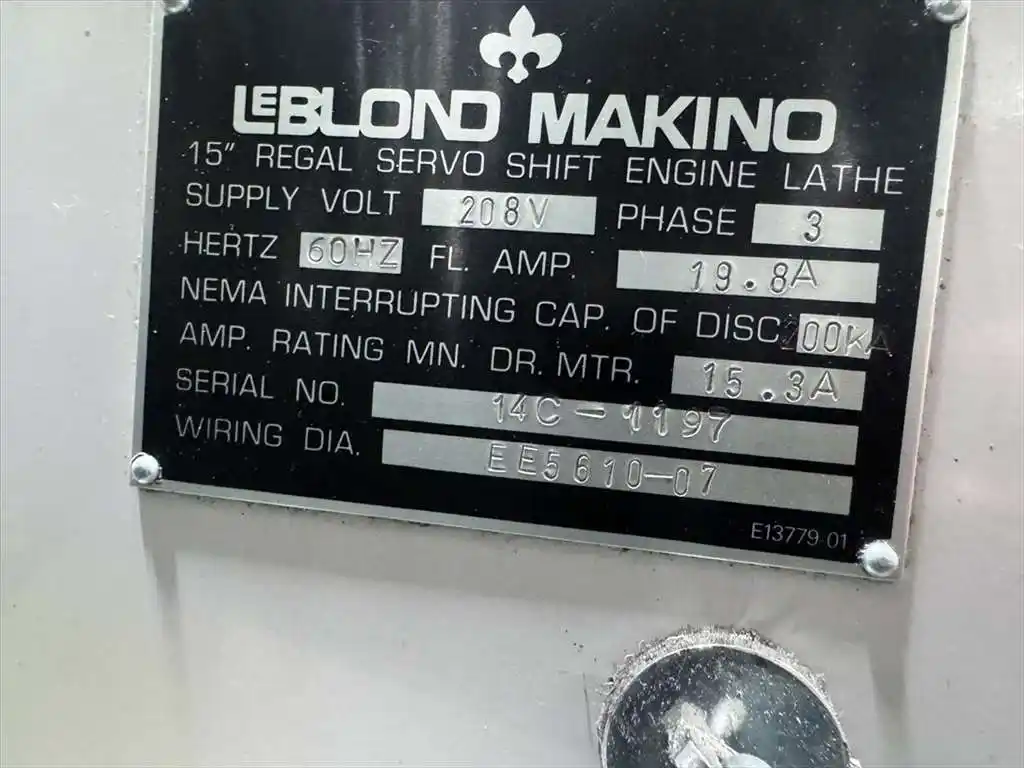 LEBLOND MAKINO
15" REGAL SERVO SHIFT ENGINE LATHE
SUPPLY VOLT 208V PHASE 3
HERTZ 60HZ FL. AMP. 19.8A
NEMA INTERRUPTING CAP. OF DISC 200KA
AMP. RATING MN. DR. MTR. 15.3A
SERIAL NO. 14C-1197
WIRING DIA. EE5610-07
E13779-01